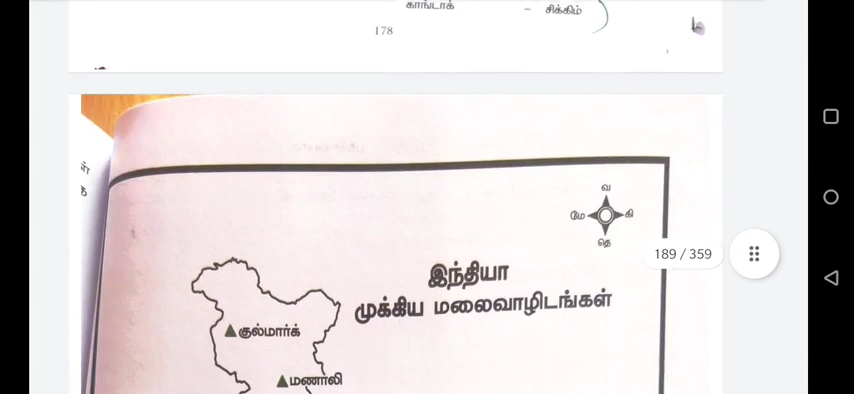 காங்டாக் – சிக்கிம்
178
வ
மே கி
தெ
189 / 359
இந்தியா
முக்கிய மலைவாழிடங்கள்
குல்மார்க்
மணாலி